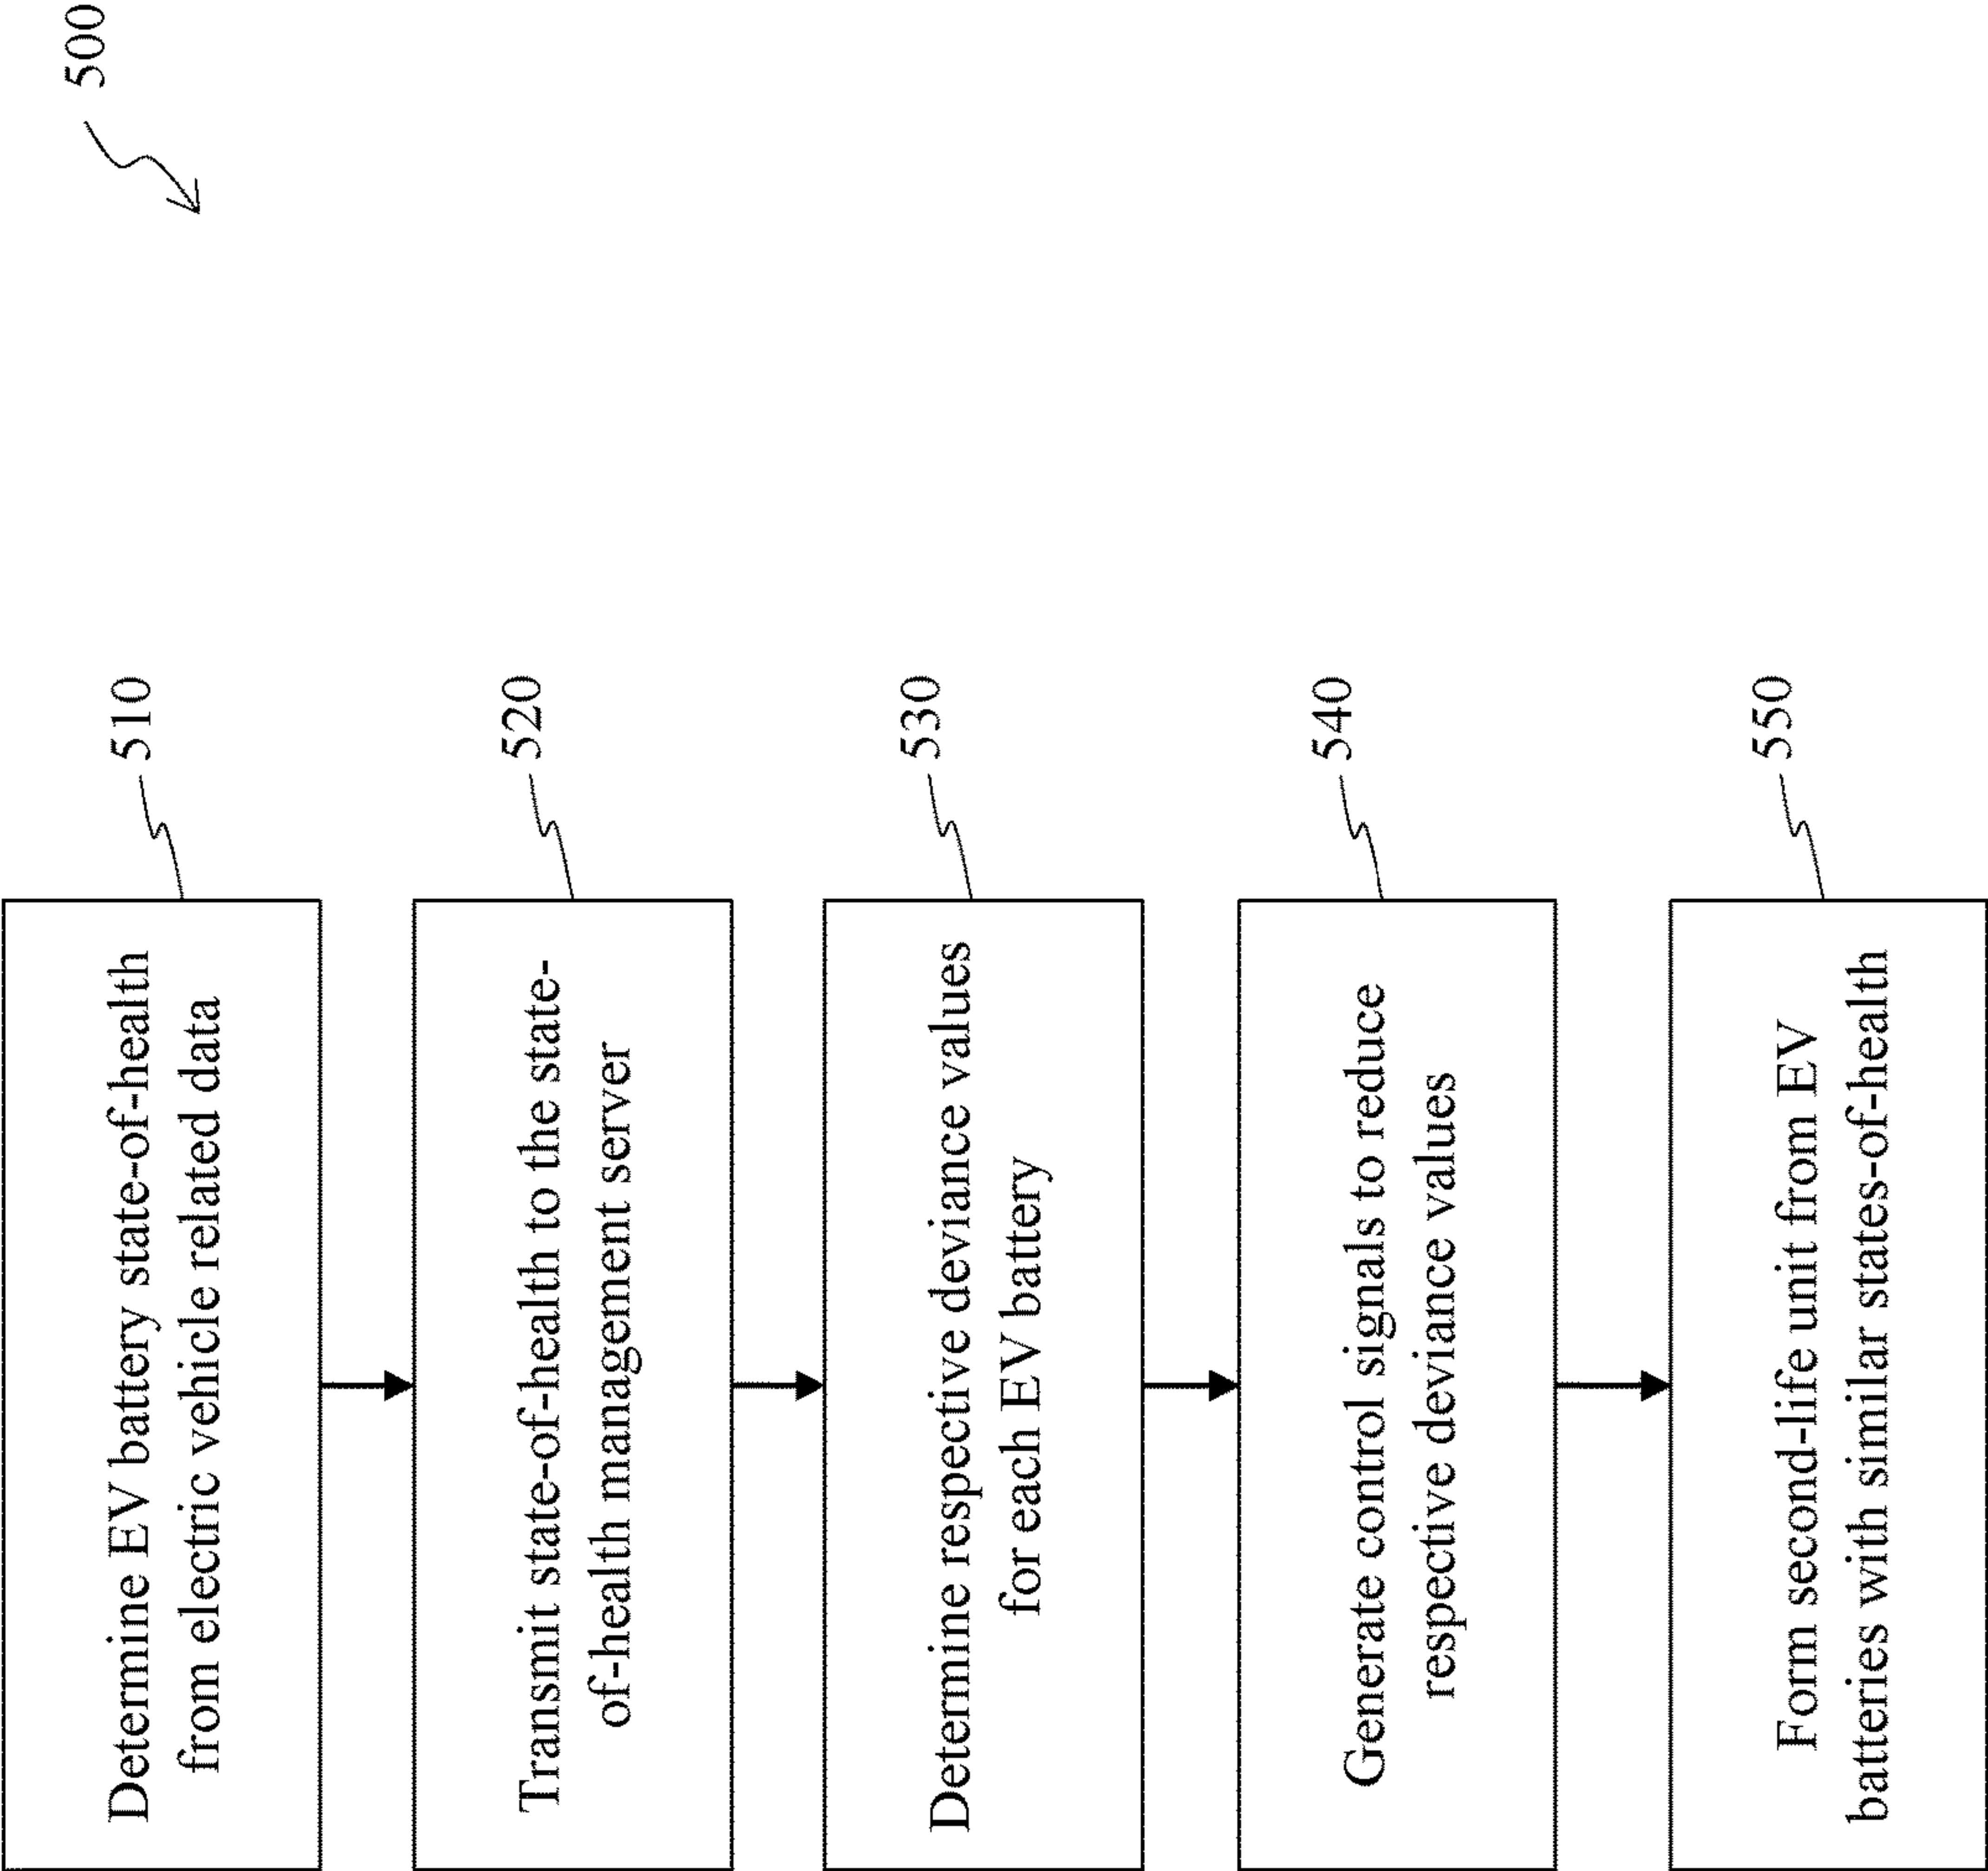 500
Determine EV battery state-of-health
from electric vehicle related data
510
Transmit state-of-health to the state-
of-health management server
520
Determine respective deviance values
for each EV battery
530
Generate control signals to reduce
respective deviance values
540
Form second-life unit from EV
batteries with similar states-of-health
550